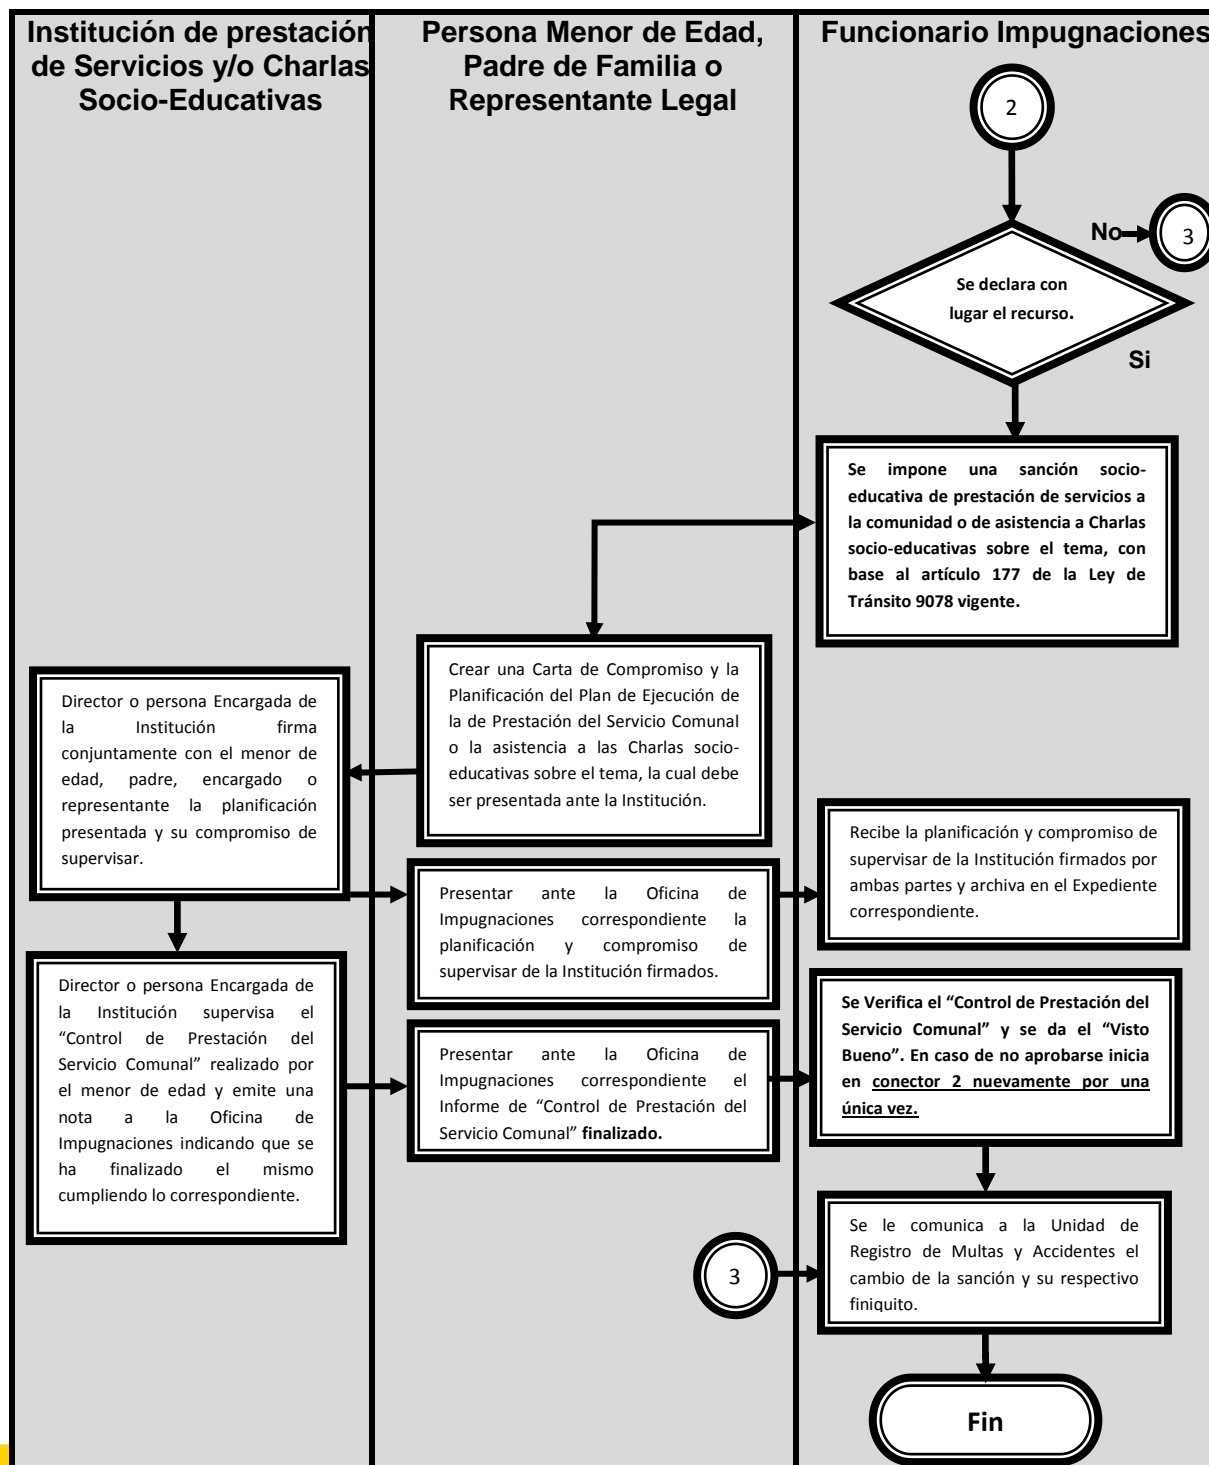 Institución de prestación
de Servicios y/o Charlas
Socio-Educativas
Persona Menor de Edad,
Padre de Familia o
Representante Legal
Funcionario Impugnaciones
2
No
3
Se declara con
lugar el recurso.
Si
Se impone una sanción socio-
educativa de prestación de servicios a
la comunidad o de asistencia a Charlas
socio-educativas sobre el tema, con
base al artículo 177 de la Ley de
Tránsito 9078 vigente.
Crear una Carta de Compromiso y la
Planificación del Plan de Ejecución de
la de Prestación del Servicio Comunal
o la asistencia a las Charlas socio-
educativas sobre el tema, la cual debe
ser presentada ante la Institución.
Director o persona Encargada de
la Institución firma
conjuntamente con el menor de
edad, padre, encargado o
representante la planificación
presentada y su compromiso de
supervisar.
Presentar ante la Oficina de
Impugnaciones correspondiente la
planificación y compromiso de
supervisar de la Institución firmados.
Recibe la planificación y compromiso de
supervisar de la Institución firmados por
ambas partes y archiva en el Expediente
correspondiente.
Director o persona Encargada de
la Institución supervisa el
“Control de Prestación del
Servicio Comunal” realizado por
el menor de edad y emite una
nota a la Oficina de
Impugnaciones indicando que se
ha finalizado el mismo
cumpliendo lo correspondiente.
Presentar ante la Oficina de
Impugnaciones correspondiente el
Informe de “Control de Prestación del
Servicio Comunal” finalizado.
Se Verifica el “Control de Prestación del
Servicio Comunal” y se da el “Visto
Bueno”. En caso de no aprobarse inicia
en conector 2 nuevamente por una
única vez.
3
Se le comunica a la Unidad de
Registro de Multas y Accidentes el
cambio de la sanción y su respectivo
finiquito.
Fin